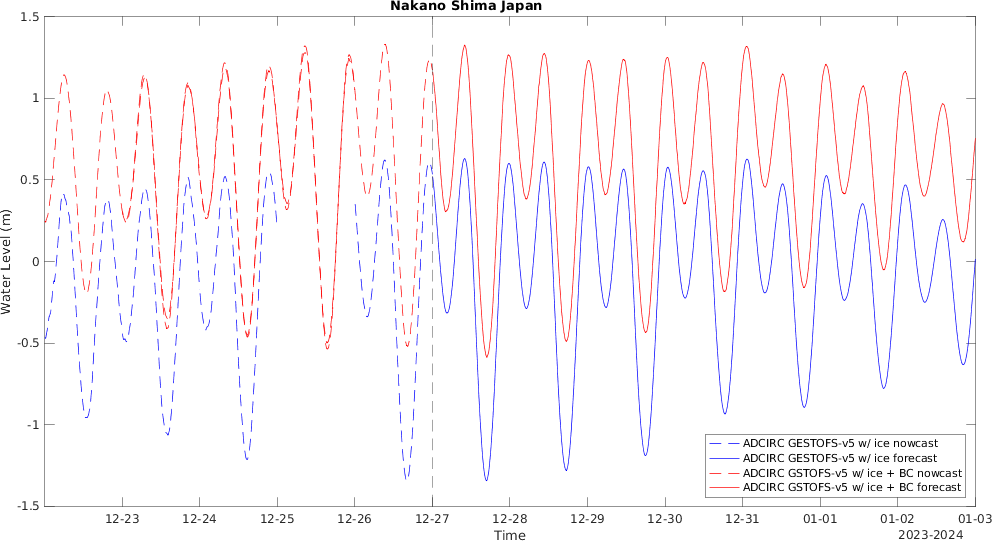 Nakano Shima Japan
1.5
1
0.5
0
-0.5
-1
-1.5
Water Level (m)
12-23 12-24 12-25 12-26 12-27 12-28 12-29 12-30 12-31 01-01 01-02 01-03
Time
2023-2024
ADCIRC GESTOFS-v5 w/ ice nowcast
ADCIRC GESTOFS-v5 w/ ice forecast
ADCIRC GSTOFS-v5 w/ ice + BC nowcast
ADCIRC GSTOFS-v5 w/ ice + BC forecast